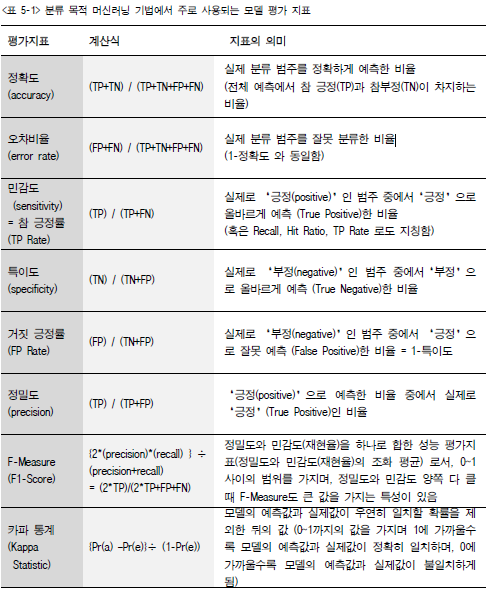 <표 5-1> 분류 목적 머신러닝 기법에서 주로 사용되는 모델 평가 지표
평가지표 계산식 지표의 의미
정확도
(accuracy)
(TP+TN) / (TP+TN+FP+FN)
실제 분류 범주를 정확하게 예측한 비율
(전체 예측에서 참 긍정(TP)과 참부정(TN)이 차지하는
비율)
오차비율
(error rate)
(FP+FN) / (TP+TN+FP+FN)
실제 분류 범주를 잘못 분류한 비율
(1-정확도 와 동일함)
민감도
(sensitivity)
= 참 긍정률
(TP Rate)
(TP) / (TP+FN)
실제로 '긍정(positive)'인 범주 중에서 '긍정'으로
올바르게 예측 (True Positive)한 비율
(혹은 Recall, Hit Ratio, TP Rate 로도 지칭함)
특이도
(specificity)
(TN) / (TN+FP)
실제로 '부정(negative)'인 범주 중에서 '부정'으
로 올바르게 예측 (True Negative)한 비율
거짓 긍정률
(FP Rate)
(FP) / (TN+FP)
실제로 '부정(negative)'인 범주 중에서 '긍정'으
로 잘못 예측 (False Positive)한 비율 = 1-특이도
정밀도
(precision)
(TP) / (TP+FP)
'긍정(positive)'으로 예측한 비율 중에서 실제로
'긍정' (True Positive)인 비율
F-Measure
(F1-Score)
{2*(precision)*(recall) } ÷
(precision+recall)
= (2*TP)/(2*TP+FP+FN)
정밀도와 민감도(재현율)을 하나로 합한 성능 평가지
표(정밀도와 민감도(재현율)의 조화 평균) 로서, 0-1
사이의 범위를 가지며, 정밀도와 민감도 양쪽 다 클
때 F-Measure도 큰 값을 가지는 특성이 있음
카파 통계
(Kappa
Statistic)
{Pr(a) -Pr(e)}÷ (1-Pr(e))
모델의 예측값과 실제값이 우연히 일치할 확률을 제
외한 뒤의 값 (0-1까지의 값을 가지며 1에 가까울수
록 모델의 예측값과 실제값이 정확히 일치하며, 0에
가까울수록 모델의 예측값과 실제값이 불일치하게
됨)